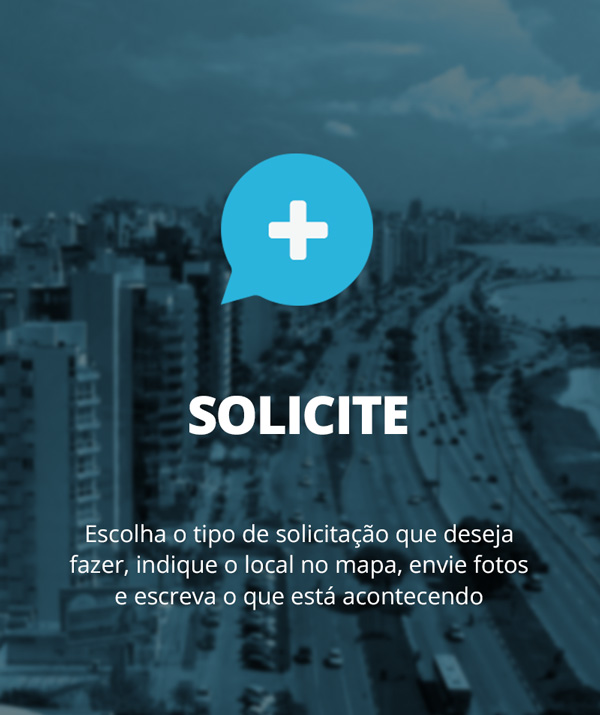 SOLICITE
Escolha o tipo de solicitação que deseja
fazer, indique o local no mapa, envie fotos
e escreva o que está acontecendo